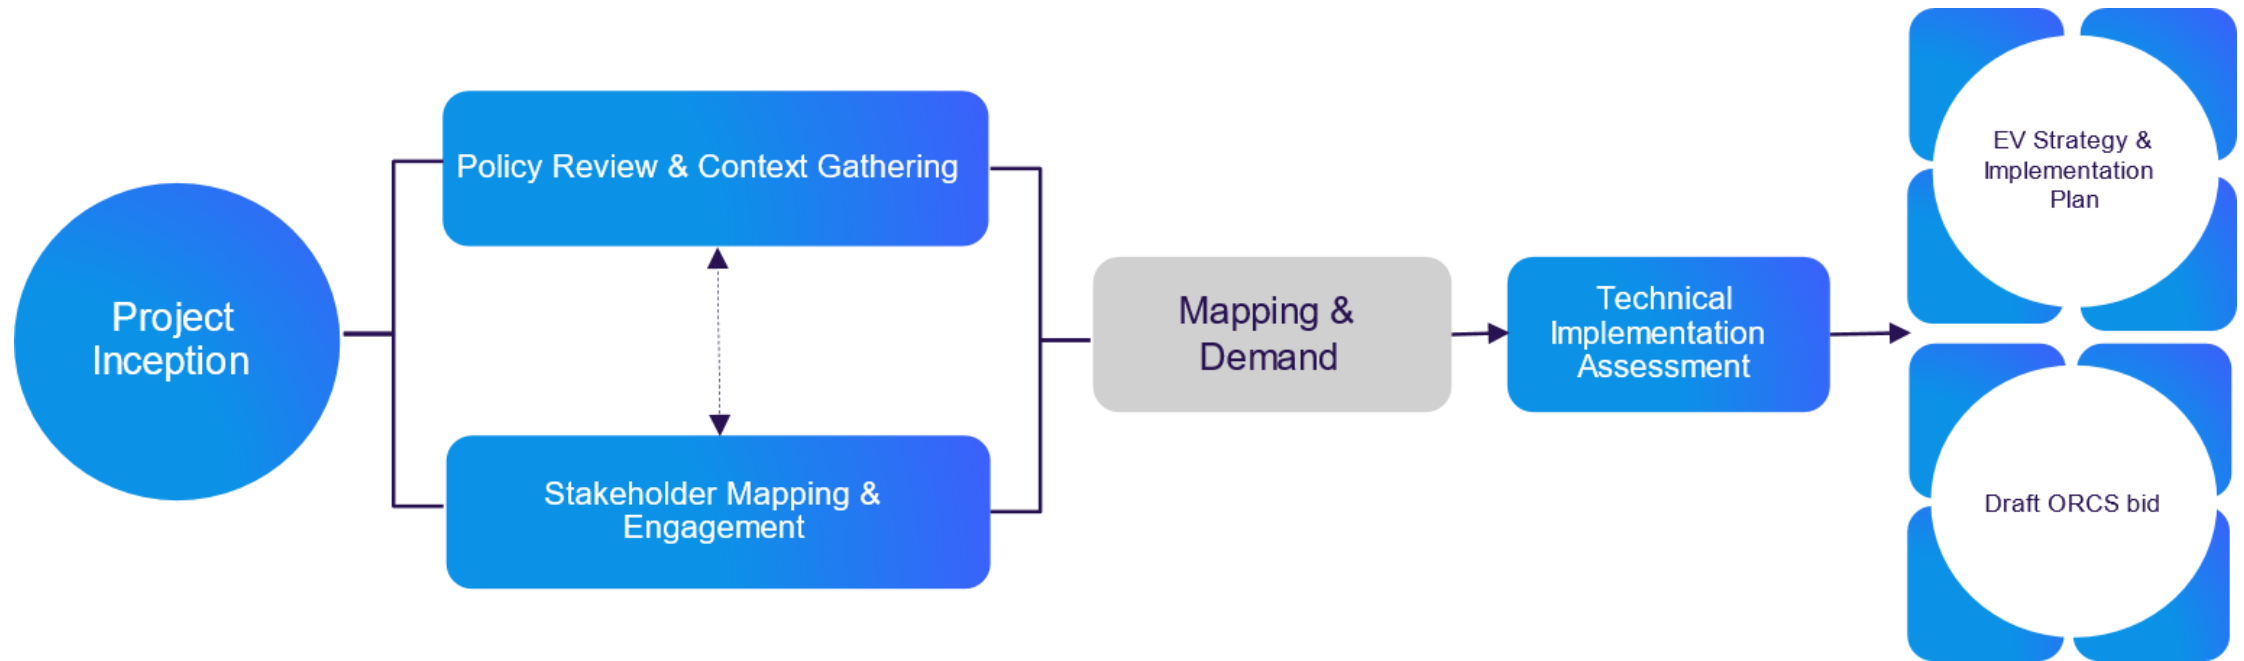 Project
Inception
Policy Review & Context Gathering
Stakeholder Mapping &
Engagement
Mapping &
Demand
Technical
Implementation
Assessment
EV Strategy &
Implementation
Plan
Draft ORCS bid